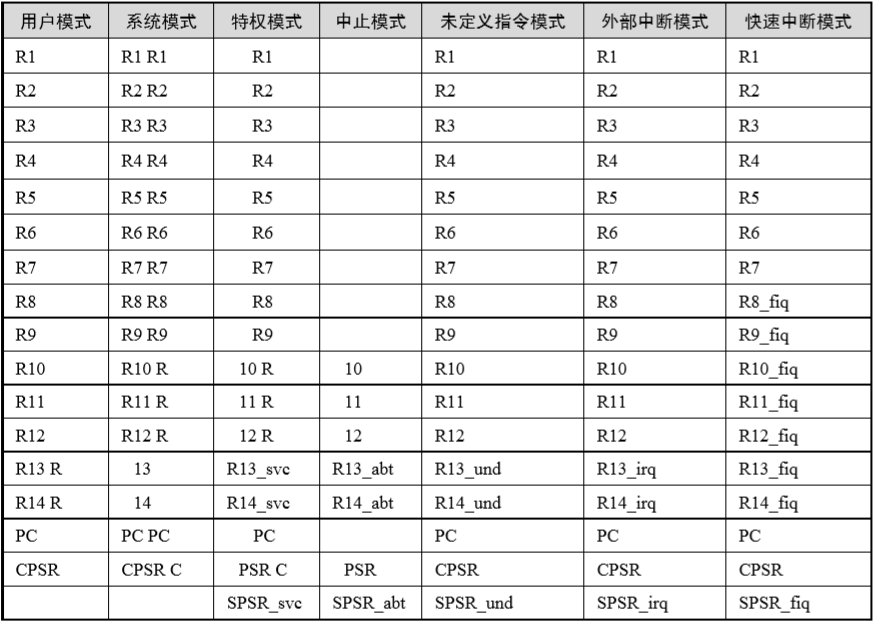 用户模式 系统模式 特权模式 中止模式 未定义指令模式 外部中断模式 快速中断模式
R1 R1 R1 R1 R1 R1 R1
R2 R2 R2 R2 R2 R2 R2
R3 R3 R3 R3 R3 R3 R3
R4 R4 R4 R4 R4 R4 R4
R5 R5 R5 R5 R5 R5 R5
R6 R6 R6 R6 R6 R6 R6
R7 R7 R7 R7 R7 R7 R7
R8 R8 R8 R8 R8 R8 R8_fiq
R9 R9 R9 R9 R9 R9 R9_fiq
R10 R10 R 10 R 10 R10 R10 R10_fiq
R11 R11 R 11 R 11 R11 R11 R11_fiq
R12 R12 R 12 R 12 R12 R12 R12_fiq
R13 R 13 R13_svc R13_abt R13_und R13_irq R13_fiq
R14 R 14 R14_svc R14_abt R14_und R14_irq R14_fiq
PC PC PC PC PC PC PC
CPSR CPSR C PSR C PSR CPSR CPSR CPSR
SPSR_svc SPSR_abt SPSR_und SPSR_irq SPSR_fiq